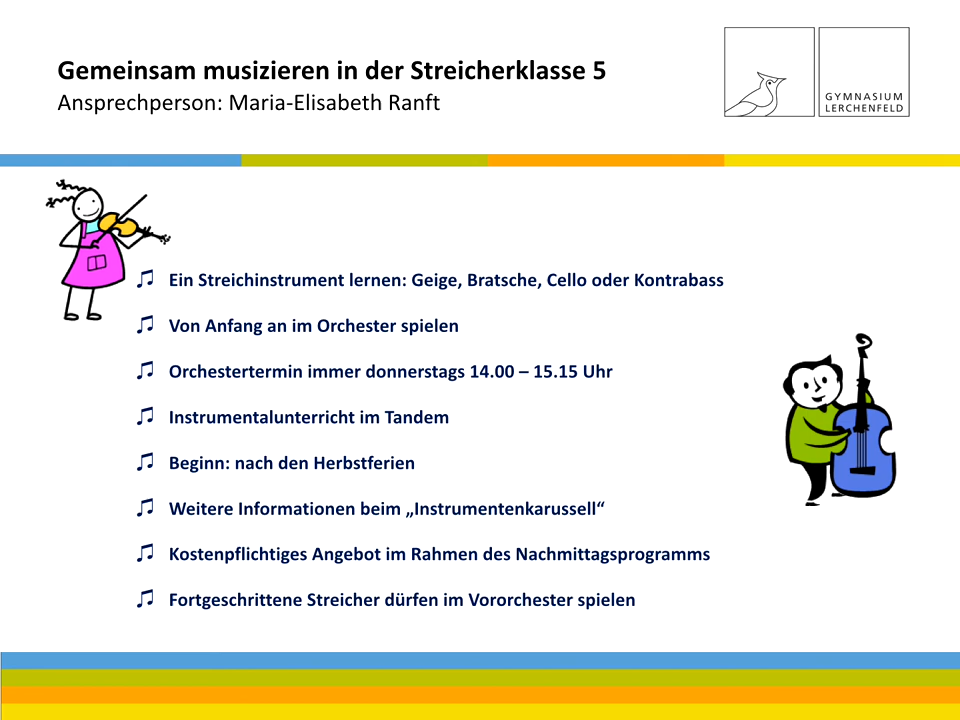 Gemeinsam musizieren in der Streicherklasse 5
Ansprechperson: Maria-Elisabeth Ranft
GYMNASIUM
LERCHENFELD
Ein Streichinstrument lernen: Geige, Bratsche, Cello oder Kontrabass
Von Anfang an im Orchester spielen
Orchestertermin immer donnerstags 14.00 – 15.15 Uhr
Instrumentalunterricht im Tandem
Beginn: nach den Herbstferien
Weitere Informationen beim „Instrumentenkarussell“
Kostenpflichtiges Angebot im Rahmen des Nachmittagsprogramms
Fortgeschrittene Streicher dürfen im Vororchester spielen